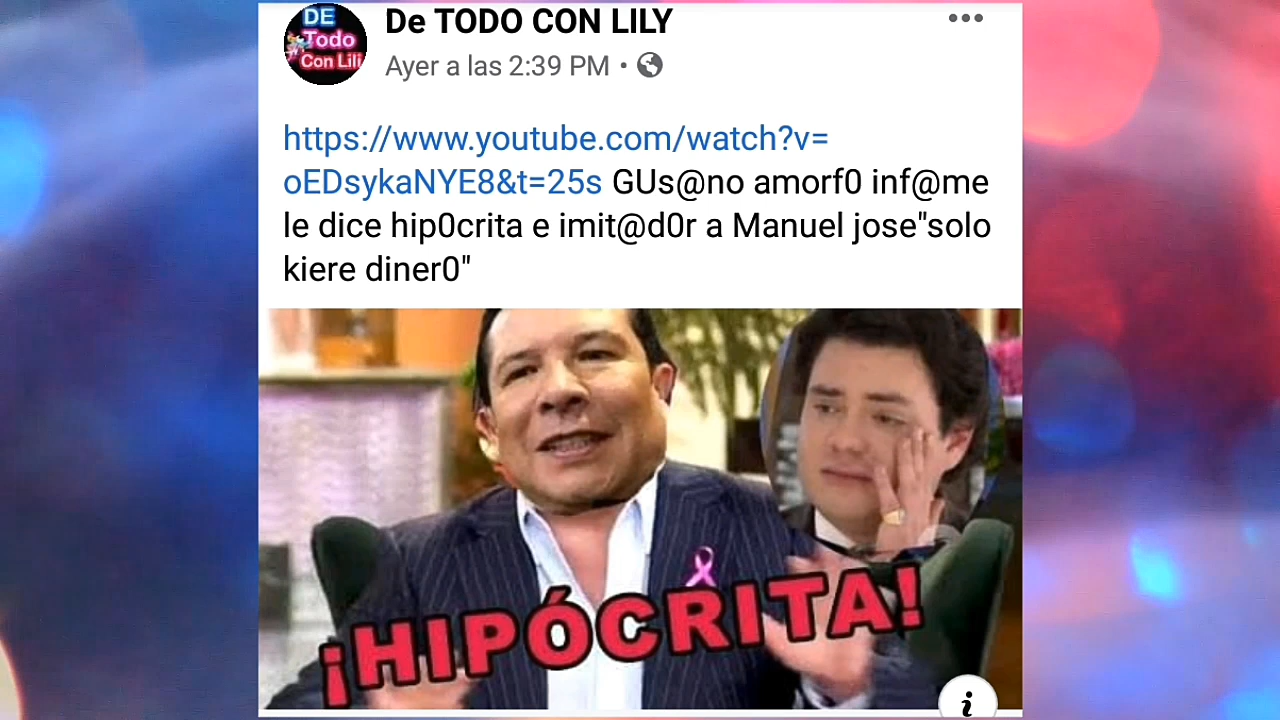 DE
Todo
Con Lili
De TODO CON LILY
Ayer a las 2:39 PM •
https://www.youtube.com/watch?v=
oEDsykaNYE8&t=25s GUs@no amorf0 inf@me
le dice hip0crita e imit@d0r a Manuel jose"solo
kiere diner0"
¡HIPÓCRITA!
i